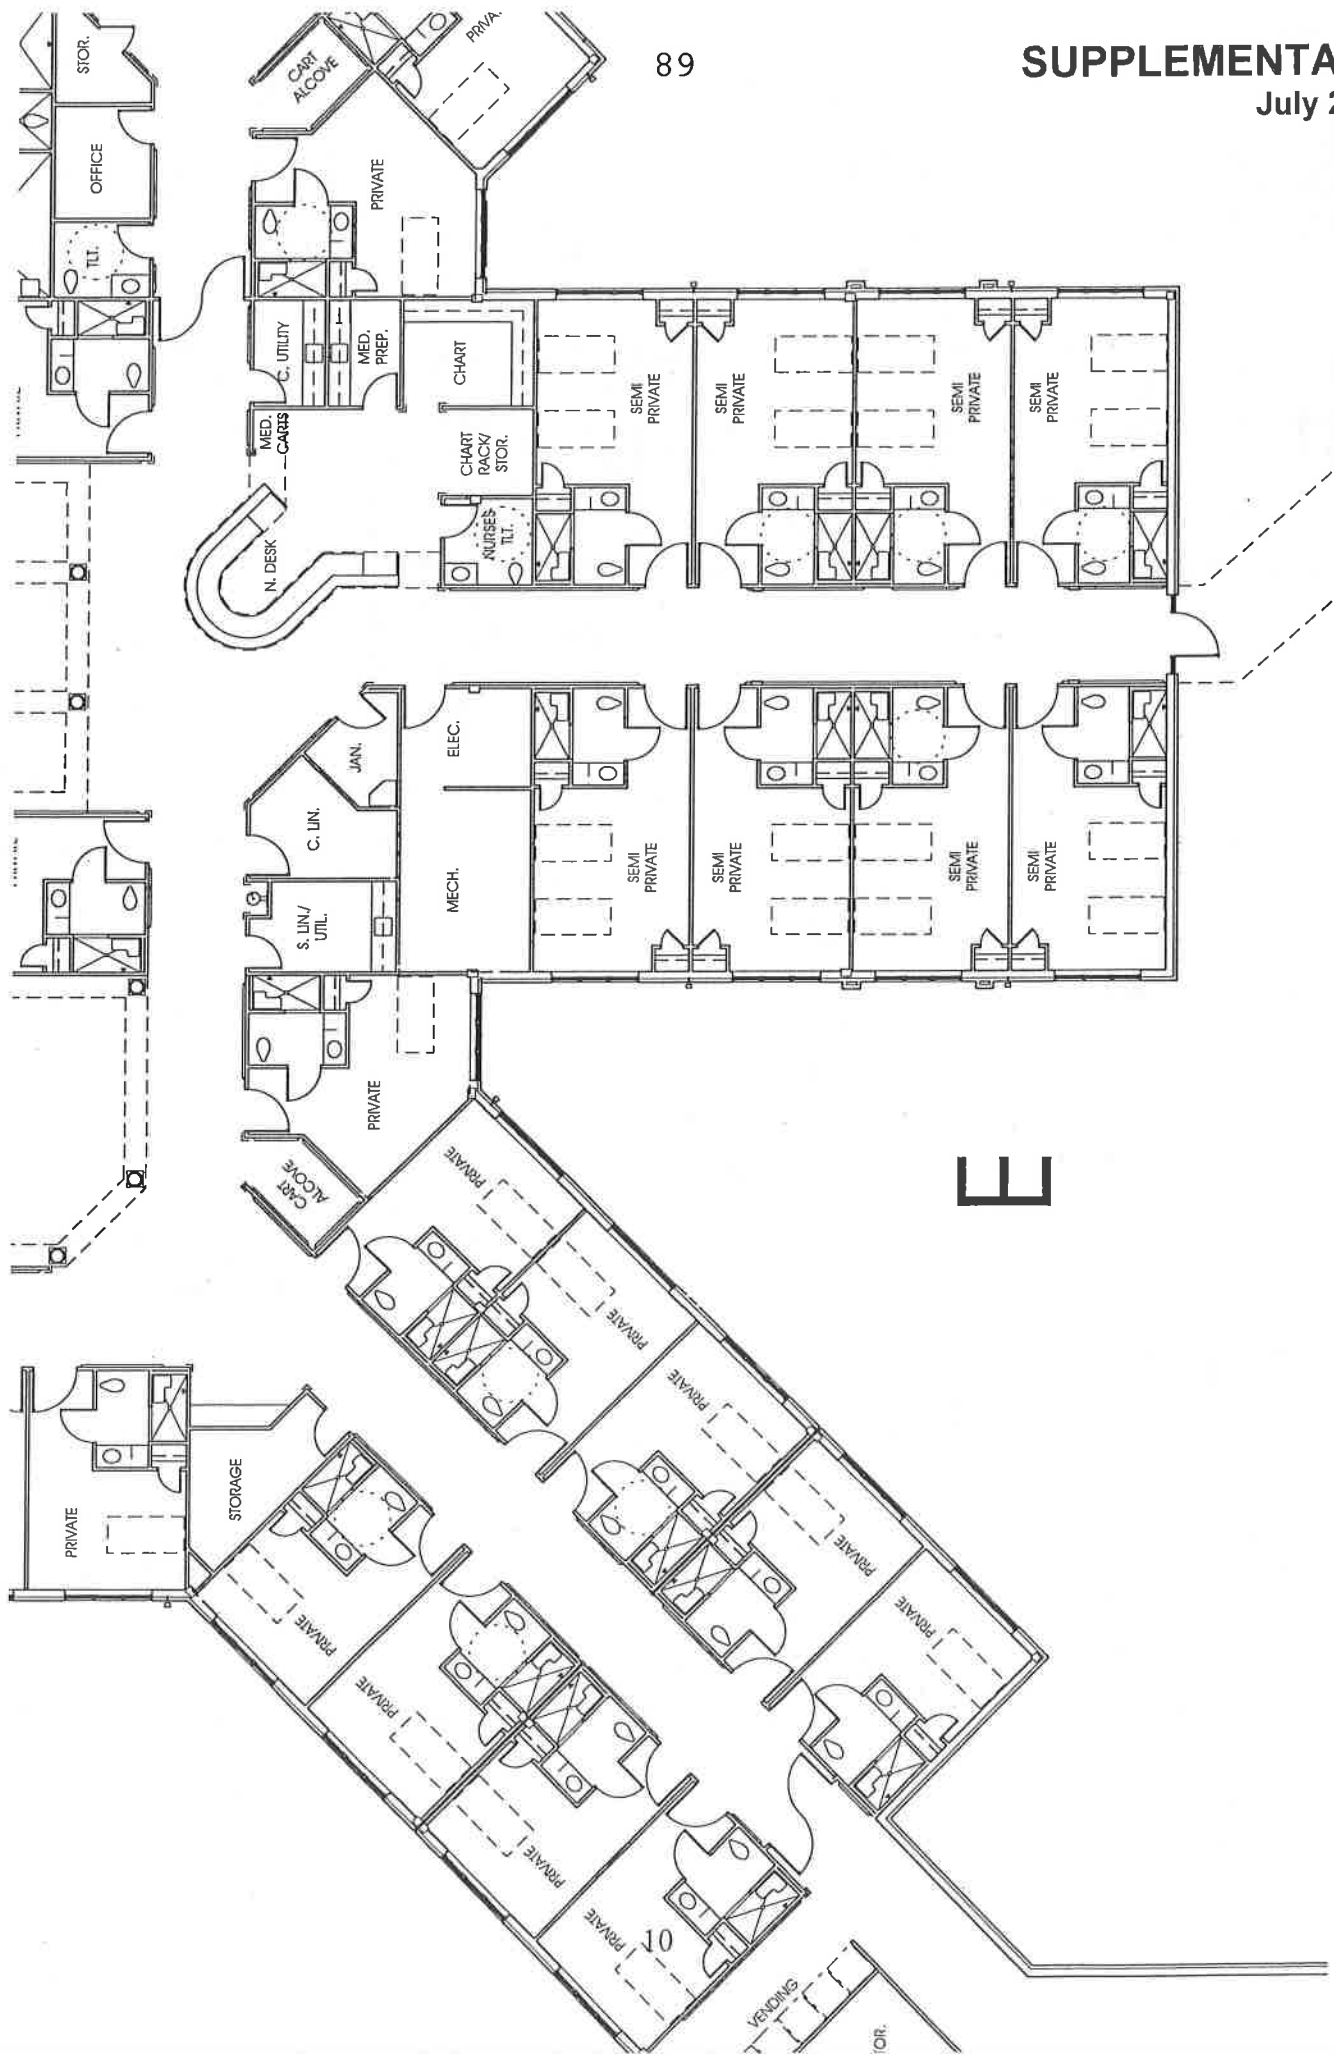 89
SUPPLEMENTA
July 2
STOR.
CART
ALCOVE
PRIVA
OFFICE
PRIVATE
TLT.
C. UTILITY
MED.
PREP.
CHART
MED.
CARTS
CHART
RACK/
STOR.
SEMI
PRIVATE
SEMI
PRIVATE
SEMI
PRIVATE
SEMI
PRIVATE
N. DESK
NURSES
TLT.
JAN.
ELEC.
C. LIN.
MECH.
S. LIN./
UTIL.
SEMI
PRIVATE
SEMI
PRIVATE
SEMI
PRIVATE
SEMI
PRIVATE
PRIVATE
CART
ALCOVE
PRIVATE
E
PRIVATE
PRIVATE
PRIVATE
PRIVATE
PRIVATE
STORAGE
PRIVATE
PRIVATE
PRIVATE
PRIVATE
10
VENDING
TOR.